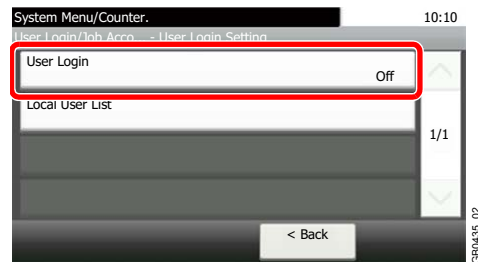 System Menu/Counter.
10:10
User Login/Job Acco... - User Login Setting
User Login
Off
Local User List
1/1
< Back
GB0435_02